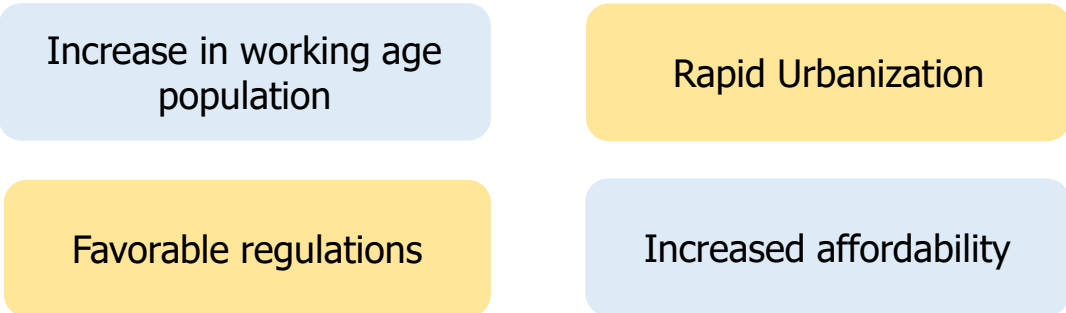 Increase in working age
population
Rapid Urbanization
Favorable regulations
Increased affordability